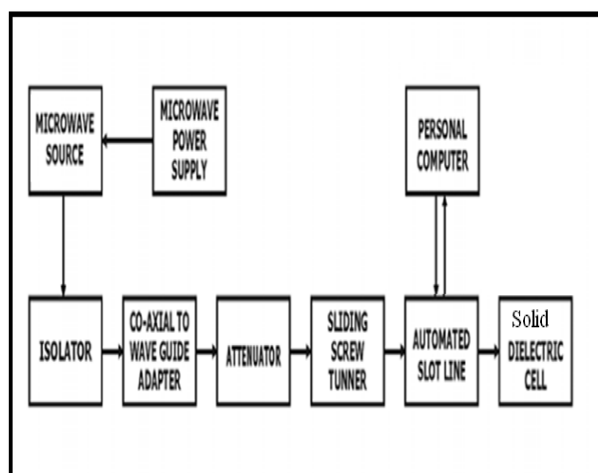 MICROWAVE
SOURCE
MICROWAVE
POWER
SUPPLY
PERSONAL
COMPUTER
ISOLATOR
CO-AXIAL TO
WAVE GUIDE
ADAPTER
ATTENUATOR
SLIDING
SCREW
TUNNER
AUTOMATED
SLOT LINE
Solid
DIELECTRIC
CELL